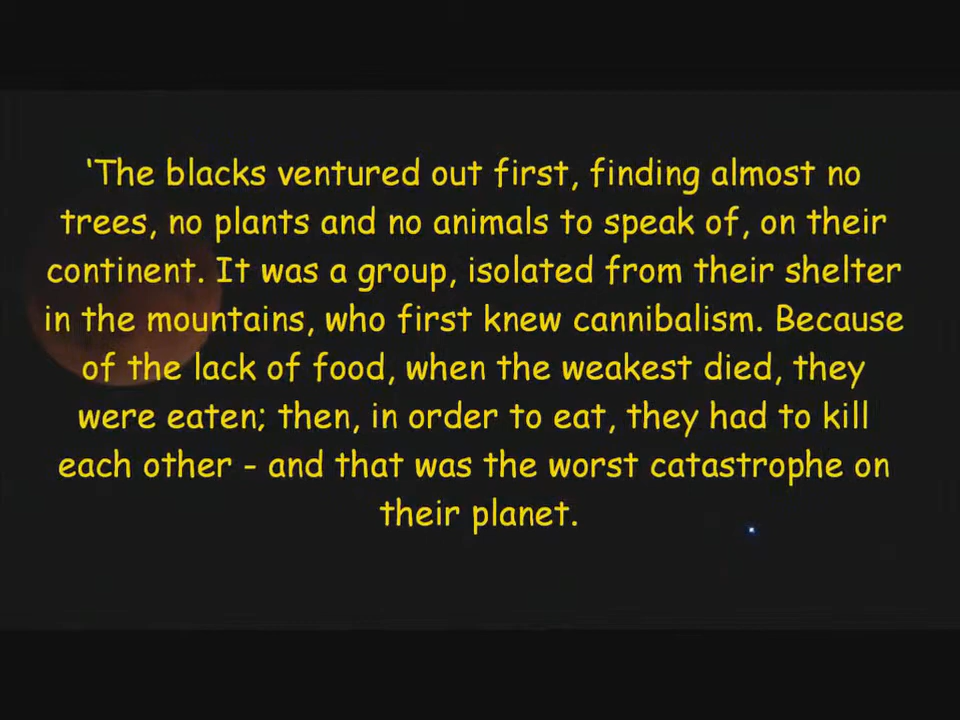 ‘The blacks ventured out first, finding almost no
trees, no plants and no animals to speak of, on their
continent. It was a group, isolated from their shelter
in the mountains, who first knew cannibalism. Because
of the lack of food, when the weakest died, they
were eaten; then, in order to eat, they had to kill
each other - and that was the worst catastrophe on
their planet.